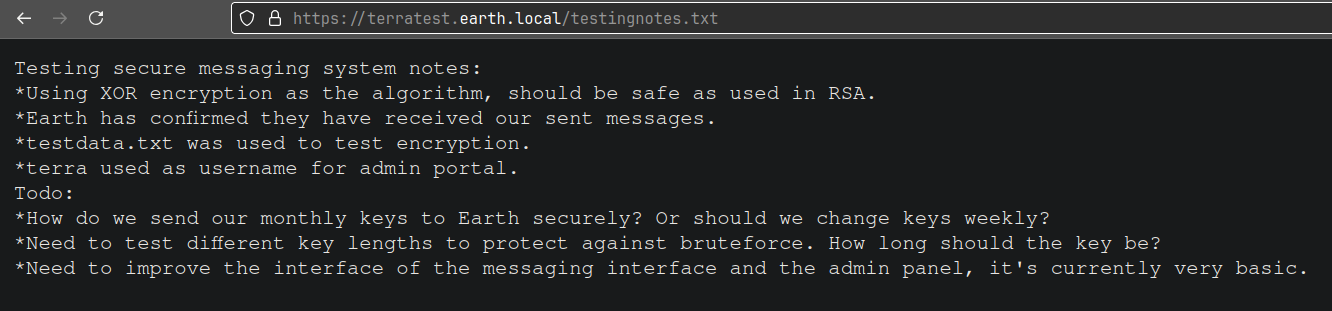 https://terratest.earth.local/testingnotes.txt
Testing secure messaging system notes:
*Using XOR encryption as the algorithm, should be safe as used in RSA.
*Earth has confirmed they have received our sent messages.
*testdata.txt was used to test encryption.
*terra used as username for admin portal.
Todo:
*How do we send our monthly keys to Earth securely? Or should we change keys weekly?
*Need to test different key lengths to protect against bruteforce. How long should the key be?
*Need to improve the interface of the messaging interface and the admin panel, it's currently very basic.